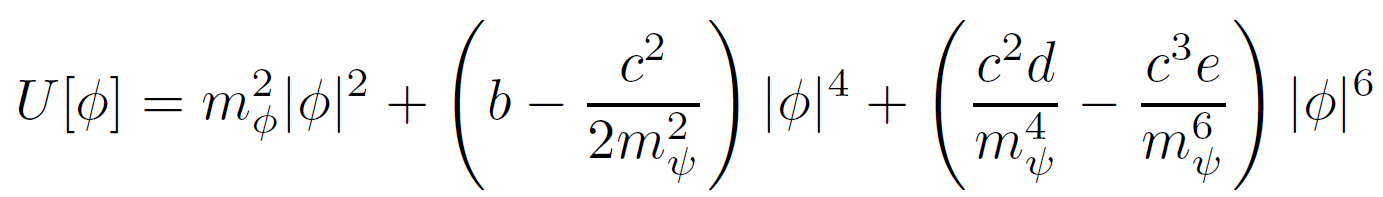 U[\phi] = m_\phi^2 |\phi|^2 + \left( b - \frac{c^2}{2m_\psi^2} \right) |\phi|^4 + \left( \frac{c^2 d}{m_\psi^4} - \frac{c^3 e}{m_\psi^6} \right) |\phi|^6